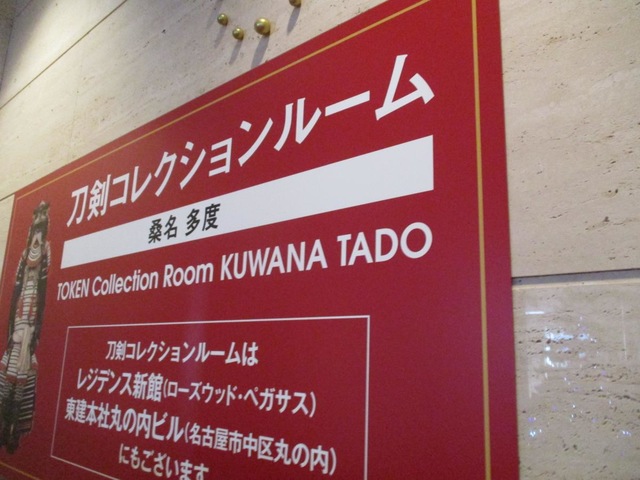 刀剣コレクションルーム
桑名 多度
TOKEN Collection Room KUWANA TADO
刀剣コレクションルームは
レジデンス新館(ローズウッド・ペガサス)
東建本社丸の内ビル(名古屋市中区丸の内)
にもございます